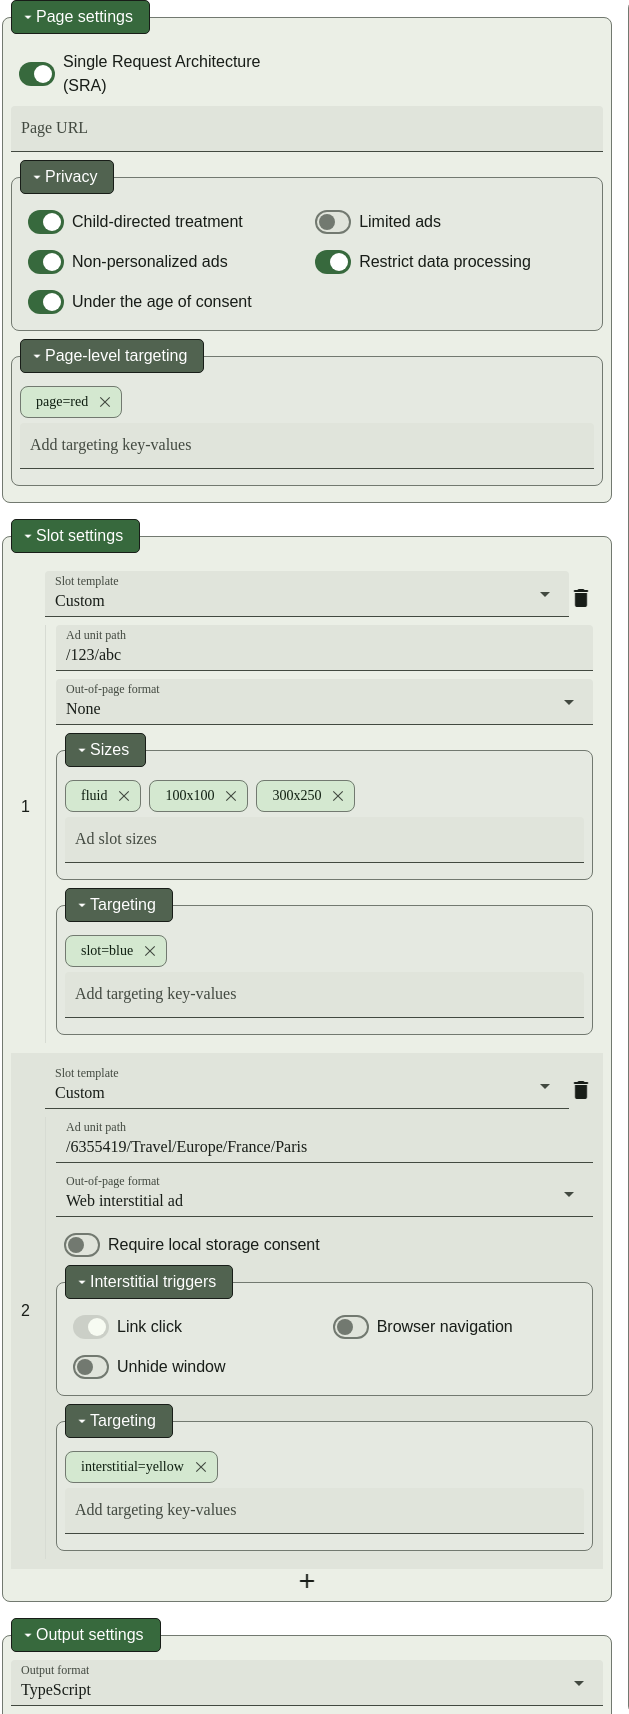 Page settings
Single Request Architecture
(SRA)
Page URL
Privacy
Child-directed treatment
Limited ads
Non-personalized ads
Restrict data processing
Under the age of consent
Page-level targeting
page=red
Add targeting key-values
Slot settings
1
Slot template
Custom
Ad unit path
/123/abc
Out-of-page format
None
Sizes
fluid 100x100 300x250
Ad slot sizes
Targeting
slot=blue
Add targeting key-values
2
Slot template
Custom
Ad unit path
/6355419/Travel/Europe/France/Paris
Out-of-page format
Web interstitial ad
Require local storage consent
Interstitial triggers
Link click
Browser navigation
Unhide window
Targeting
interstitial=yellow
Add targeting key-values
+
Output settings
Output format
TypeScript